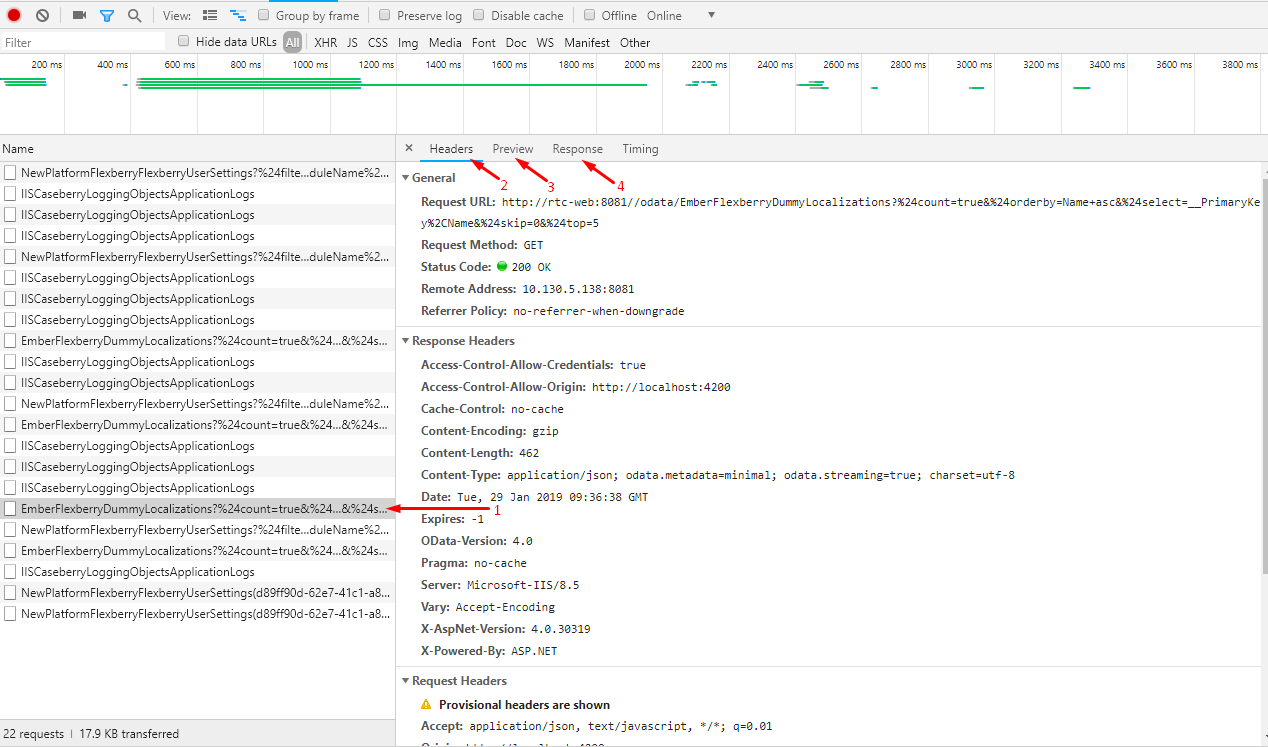 View: Group by frame Preserve log Disable cache Offline Online ▼
Filter Hide data URLs All XHR JS CSS Img Media Font Doc WS Manifest Other
200 ms 400 ms 600 ms 800 ms 1000 ms 1200 ms 1400 ms 1600 ms 1800 ms 2000 ms 2200 ms 2400 ms 2600 ms 2800 ms 3000 ms 3200 ms 3400 ms 3600 ms 3800 ms
Name
NewPlatformFlexberryFlexberryUserSettings?%24filte...duleName%2...
IISCaseberryLoggingObjectsApplicationLogs
IISCaseberryLoggingObjectsApplicationLogs
IISCaseberryLoggingObjectsApplicationLogs
NewPlatformFlexberryFlexberryUserSettings?%24filte...duleName%2...
IISCaseberryLoggingObjectsApplicationLogs
IISCaseberryLoggingObjectsApplicationLogs
IISCaseberryLoggingObjectsApplicationLogs
EmberFlexberryDummyLocalizations?%24count=true&%24...&%24s...
IISCaseberryLoggingObjectsApplicationLogs
IISCaseberryLoggingObjectsApplicationLogs
NewPlatformFlexberryFlexberryUserSettings?%24filte...duleName%2...
EmberFlexberryDummyLocalizations?%24count=true&%24...&%24s...
IISCaseberryLoggingObjectsApplicationLogs
IISCaseberryLoggingObjectsApplicationLogs
IISCaseberryLoggingObjectsApplicationLogs
EmberFlexberryDummyLocalizations?%24count=true&%24...&%24s...
1
NewPlatformFlexberryFlexberryUserSettings?%24filte...duleName%2...
EmberFlexberryDummyLocalizations?%24count=true&%24...&%24s...
IISCaseberryLoggingObjectsApplicationLogs
NewPlatformFlexberryFlexberryUserSettings(d89ff90d-62e7-41c1-a8...
NewPlatformFlexberryFlexberryUserSettings(d89ff90d-62e7-41c1-a8...
22 requests | 17.9 KB transferred
× Headers Preview Response Timing
2 3 4
General
Request URL: http://rtc-web:8081//odata/EmberFlexberryDummyLocalizations?%24count=true&%24orderby=Name+asc&%24select=__PrimaryKe
y%2CName&%24skip=0&%24top=5
Request Method: GET
Status Code: 200 OK
Remote Address: 10.130.5.138:8081
Referrer Policy: no-referrer-when-downgrade
Response Headers
Access-Control-Allow-Credentials: true
Access-Control-Allow-Origin: http://localhost:4200
Cache-Control: no-cache
Content-Encoding: gzip
Content-Length: 462
Content-Type: application/json; odata.metadata=minimal; odata.streaming=true; charset=utf-8
Date: Tue, 29 Jan 2019 09:36:38 GMT
Expires: -1
OData-Version: 4.0
Pragma: no-cache
Server: Microsoft-IIS/8.5
Vary: Accept-Encoding
X-AspNet-Version: 4.0.30319
X-Powered-By: ASP.NET
Request Headers
Provisional headers are shown
Accept: application/json, text/javascript, */*; q=0.01